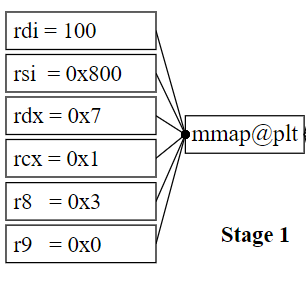 rdi = 100
rsi = 0x800
rdx = 0x7
rcx = 0x1
r8 = 0x3
r9 = 0x0
mmap@plt
Stage 1